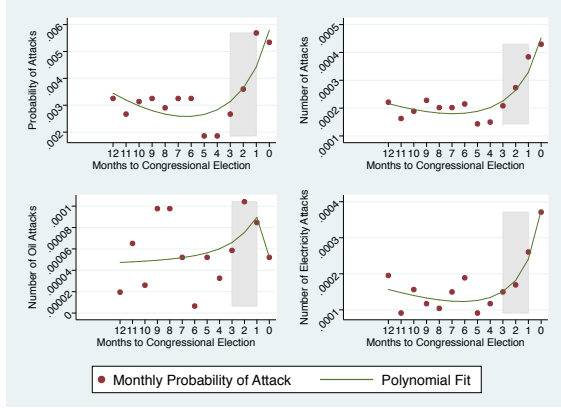 Probability of Attacks
.006
.005
.004
.003
.002
12 11 10 9 8 7 6 5 4 3 2 1 0
Months to Congressional Election
Number of Attacks
.0005
.0004
.0003
.0002
.0001
12 11 10 9 8 7 6 5 4 3 2 1 0
Months to Congressional Election
Number of Oil Attacks
.0001
.00008
.00006
.00004
.00002
0
12 11 10 9 8 7 6 5 4 3 2 1 0
Months to Congressional Election
Number of Electricity Attacks
.0004
.0003
.0002
.0001
12 11 10 9 8 7 6 5 4 3 2 1 0
Months to Congressional Election
Monthly Probability of Attack
Polynomial Fit